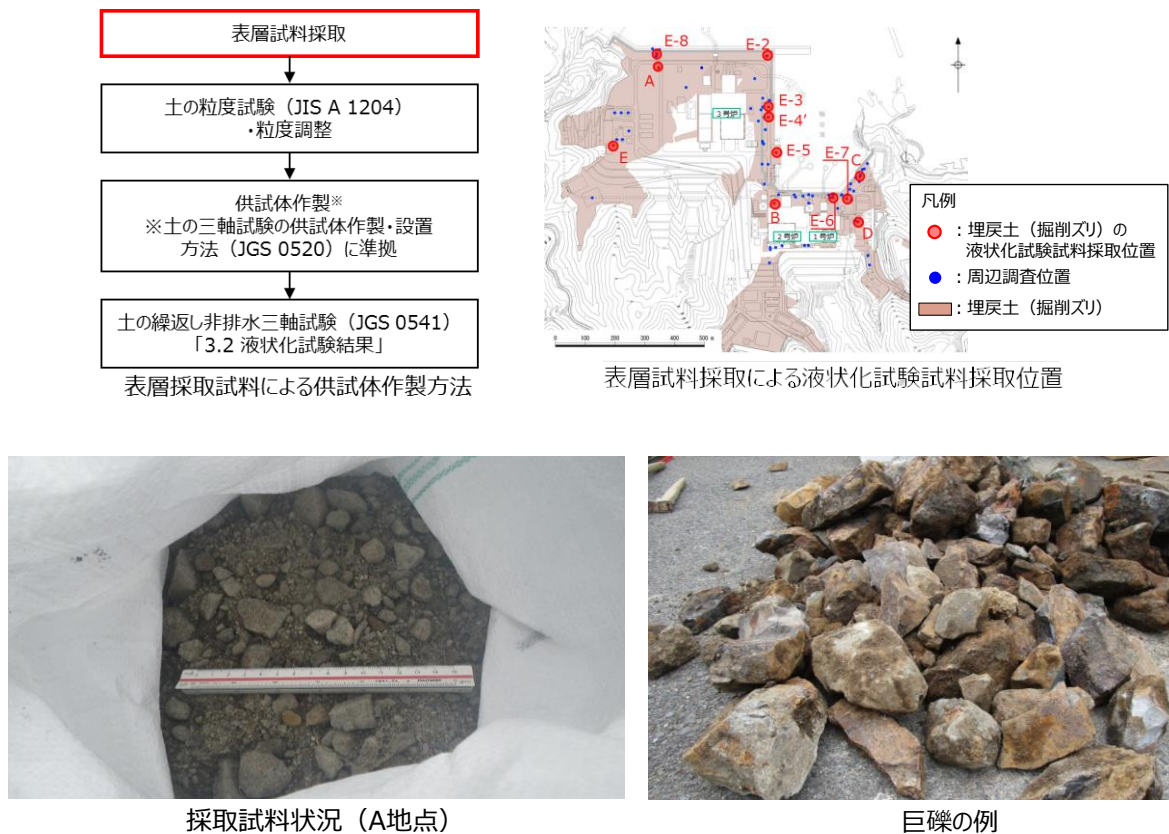 表層試料採取
土の粒度試験（JIS A 1204）
・粒度調整
供試体作製※
※土の三軸試験の供試体作製・設置
方法（JGS 0520）に準拠
土の繰返し非排水三軸試験（JGS 0541）
「3.2 液状化試験結果」
表層採取試料による供試体作製方法
E-8
E-2
A
E-3
3号炉
E-4’
E
E-5
E-7
C
B
E-6
D
2号炉
1号炉
0 100 200 300 400 500 m
凡例
：埋戻土（掘削ズリ）の
液状化試験試料採取位置
：周辺調査位置
：埋戻土（掘削ズリ）
表層試料採取による液状化試験試料採取位置
採取試料状況（A地点）
巨礫の例